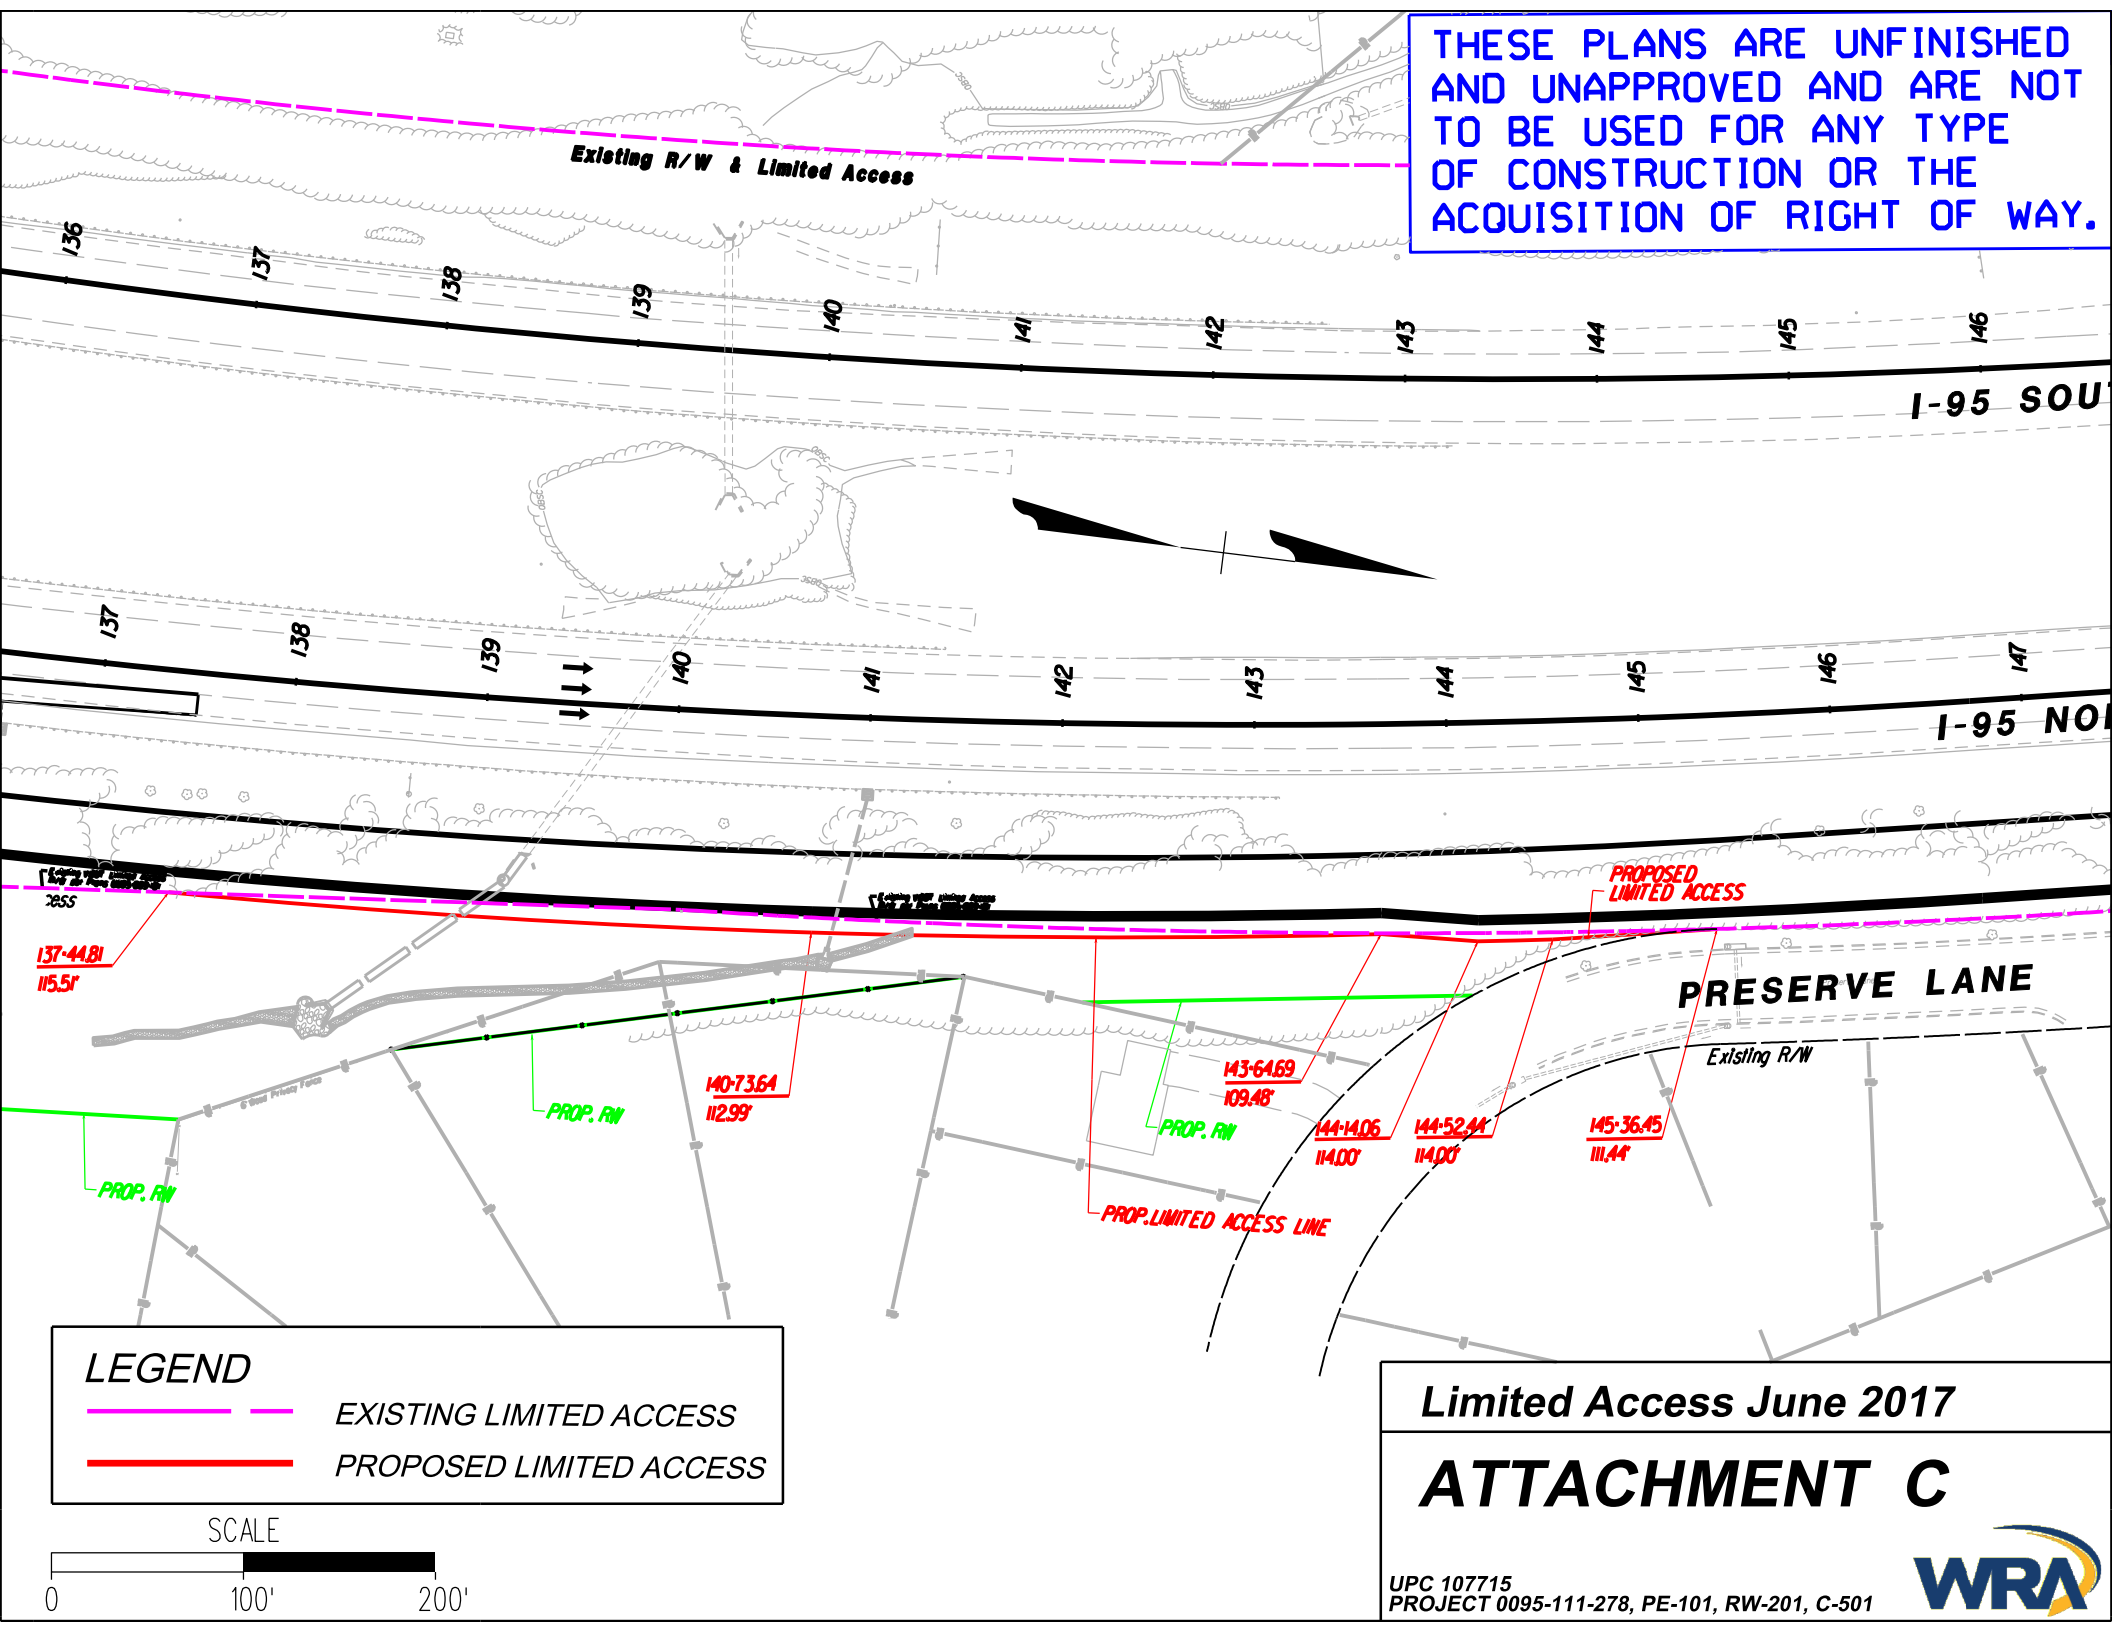 THESE PLANS ARE UNFINISHED
AND UNAPPROVED AND ARE NOT
TO BE USED FOR ANY TYPE
OF CONSTRUCTION OR THE
ACQUISITION OF RIGHT OF WAY.
Existing R/W & Limited Access
136
137
138
139
140
141
142
143
144
145
146
I-95 SOU
137
138
139
140
141
142
143
144
145
146
147
I-95 NO
cess
PROPOSED
LIMITED ACCESS
137+44.81
115.51'
PRESERVE LANE
Existing R/W
140+73.64
112.99'
PROP. RW
143+64.69
109.48'
PROP. RW
144+14.06
114.00'
144+52.44
114.00'
145+36.45
111.44'
PROP. RW
PROP.LIMITED ACCESS LINE
LEGEND
EXISTING LIMITED ACCESS
PROPOSED LIMITED ACCESS
SCALE
0 100' 200'
Limited Access June 2017
ATTACHMENT C
UPC 107715
PROJECT 0095-111-278, PE-101, RW-201, C-501
WRA